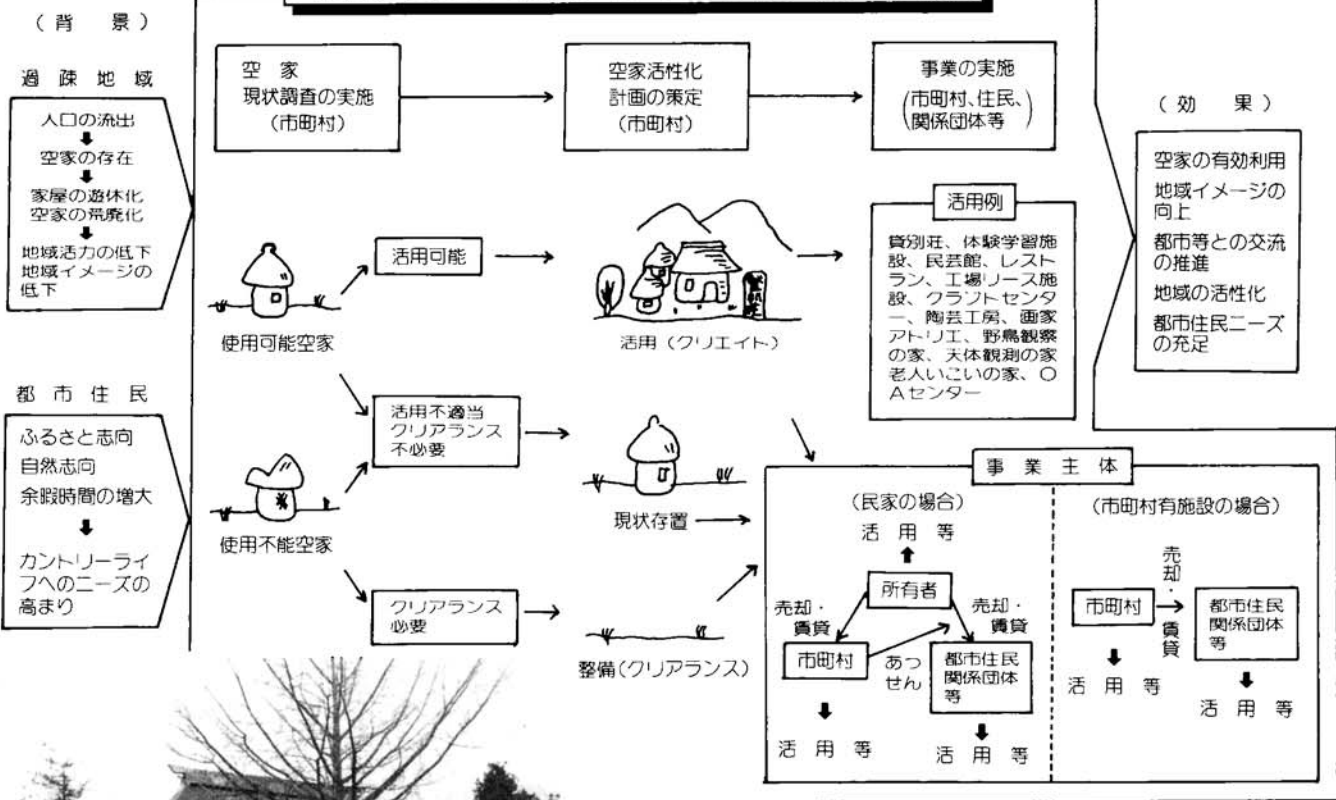 (背 景)
過疎地域
人口の流出
空家の存在
家屋の遊休化
空家の荒廃化
地域活力の低下
地域イメージの
低下
都市住民
ふるさと志向
自然志向
余暇時間の増大
カントリーライ
フへのニーズの
高まり
空 家
現状調査の実施
(市町村)
空家活性化
計画の策定
(市町村)
事業の実施
(市町村、住民、
関係団体等)
使用可能空家
使用不能空家
活用可能
活用不適当
クリアランス
不必要
クリアランス
必要
活用(クリエイト)
現状存置
整備(クリアランス)
活用例
貸別荘、体験学習施
設、民芸館、レスト
ラン、工場リース施
設、クラフトセンタ
ー、陶芸工房、画家
アトリエ、野鳥観察
の家、天体観測の家
老人いこいの家、O
Aセンター
事業主体
(民家の場合)
活用等
所有者
売却・
賃貸
売却・
賃貸
市町村
あっ
せん
都市住民
関係団体
等
活用等
活用等
(市町村有施設の場合)
市町村
売却・
賃貸
都市住民
関係団体
等
活用等
活用等
(効 果)
空家の有効利用
地域イメージの
向上
都市等との交流
の推進
地域の活性化
都市住民ニーズ
の充足